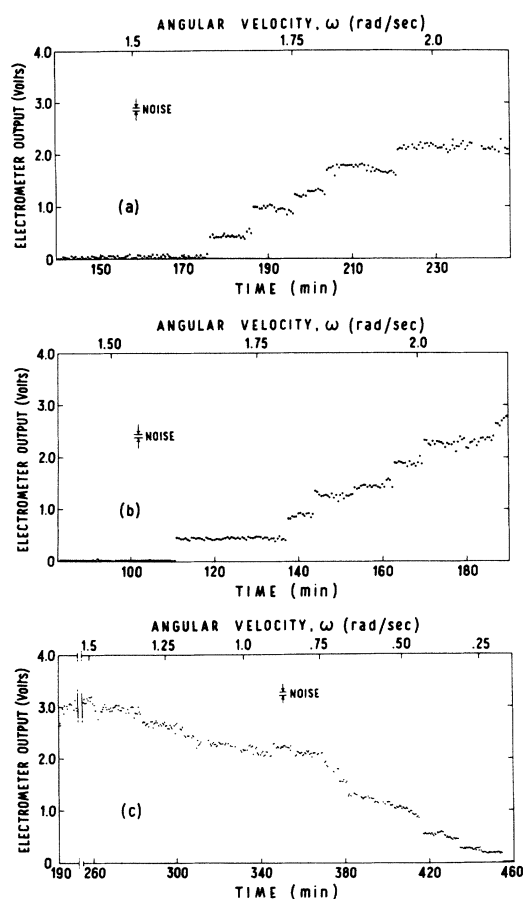 ANGULAR VELOCITY, ω (rad/sec)
1.5 1.75 2.0
ELECTROMETER OUTPUT (Volts)
4.0
3.0
2.0
1.0
0
NOISE
(a)
150 170 190 210 230
TIME (min)
ANGULAR VELOCITY, ω (rad/sec)
1.5 1.75 2.0
ELECTROMETER OUTPUT (Volts)
4.0
3.0
2.0
1.0
0
NOISE
(b)
100 120 140 160 180
TIME (min)
ANGULAR VELOCITY, ω (rad/sec)
1.5 1.25 1.0 0.75 .50 .25
ELECTROMETER OUTPUT (Volts)
4.0
3.0
2.0
1.0
0
NOISE
(c)
190 260 300 340 380 420 460
TIME (min)